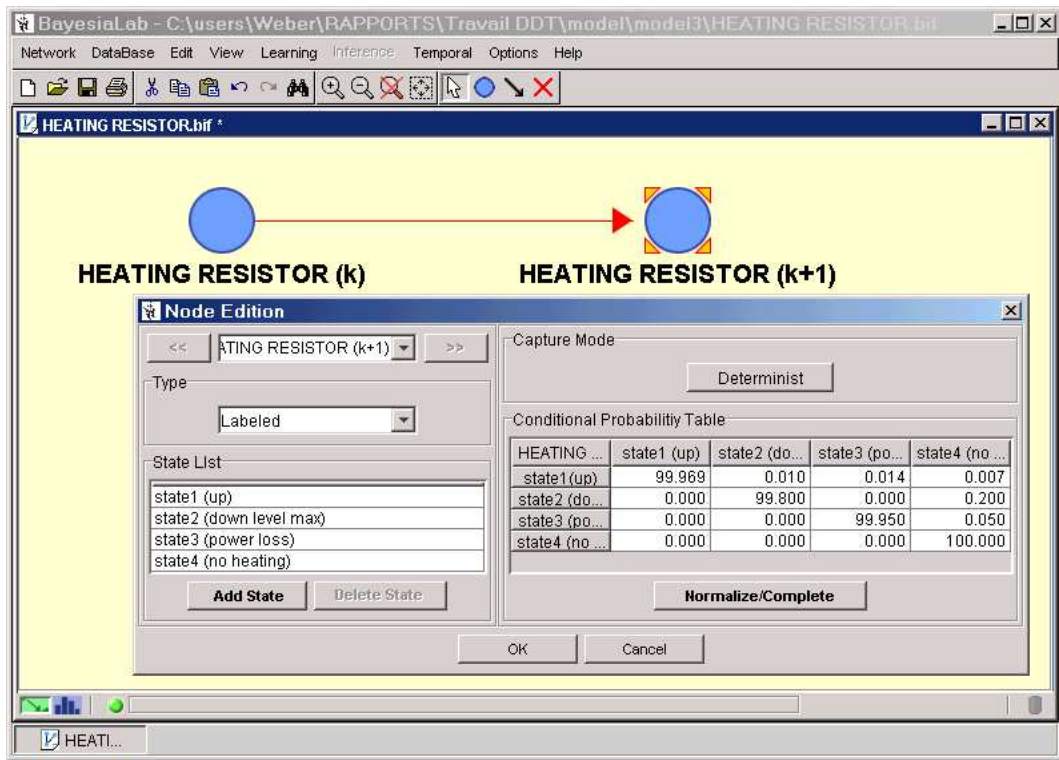 BayesiaLab - C:\users\Weber\RAPPORTS\Travail DDT\model\model3\HEATING RESISTOR.bif
Network DataBase Edit View Learning Inference Temporal Options Help
HEATING RESISTOR.bif *
HEATING RESISTOR (k) HEATING RESISTOR (k+1)
Node Edition
<< ATING RESISTOR (k+1) >>
Type
Labeled
State LIst
state1 (up)
state2 (down level max)
state3 (power loss)
state4 (no heating)
Add State Delete State
Capture Mode
Determinist
Conditional Probabilitiy Table
HEATING ... state1 (up) state2 (do... state3 (po... state4 (no ...
state1(up) 99.969 0.010 0.014 0.007
state2 (do... 0.000 99.800 0.000 0.200
state3 (po... 0.000 0.000 99.950 0.050
state4 (no ... 0.000 0.000 0.000 100.000
Normalize/Complete
OK Cancel
HEATI...